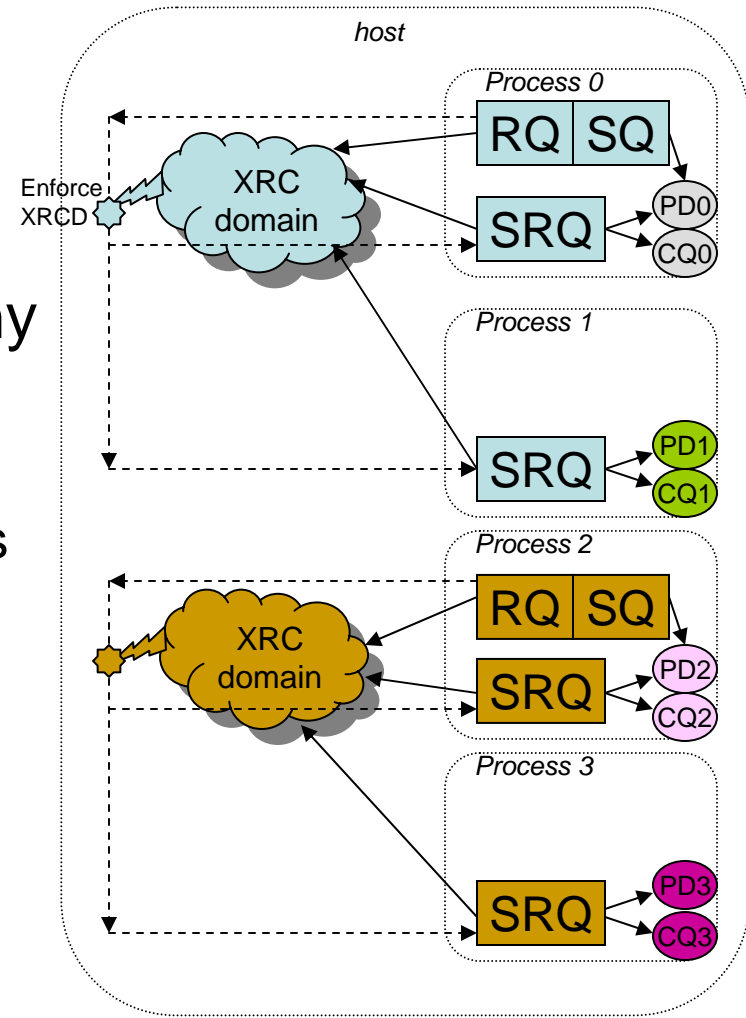 host
Process 0
RQ SQ
Enforce
XRCD
XRC
domain
SRQ
PD0
CQ0
ny
Process 1
SRQ
PD1
CQ1
s
Process 2
RQ SQ
XRC
domain
SRQ
PD2
CQ2
Process 3
SRQ
PD3
CQ3